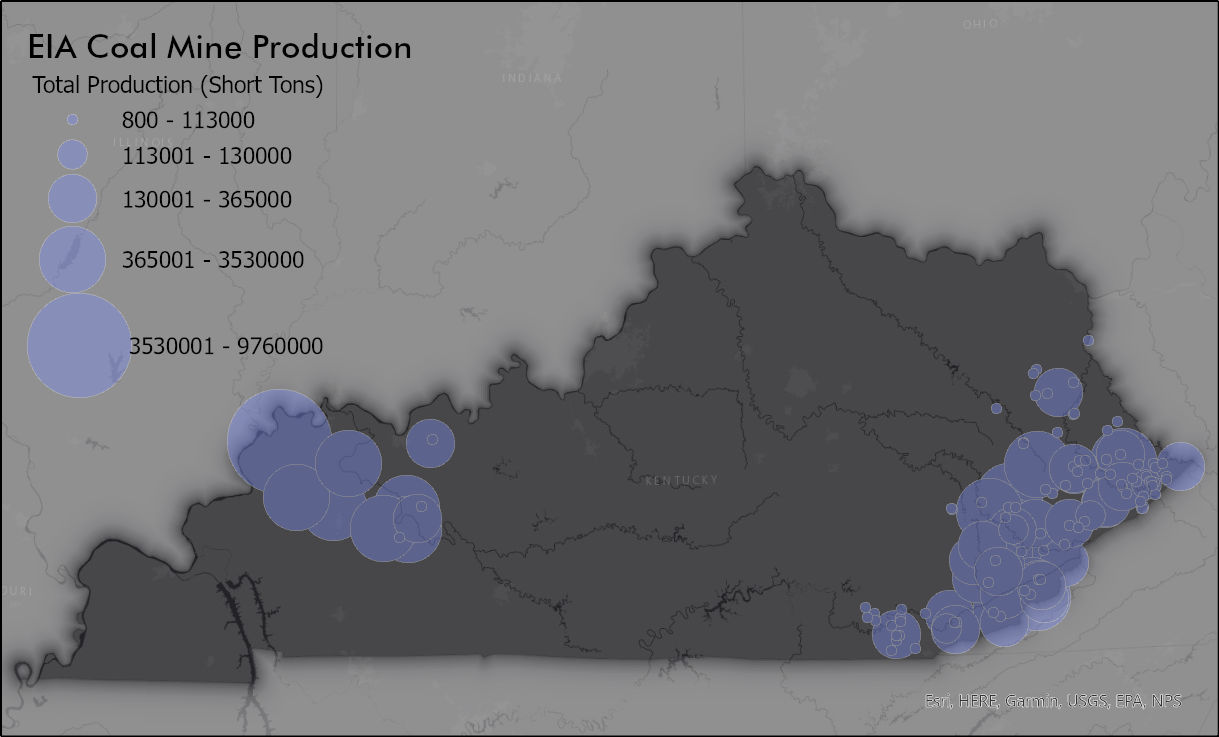 OHIO
EIA Coal Mine Production
INDIANA
Total Production (Short Tons)
800 - 113000
ILLINOIS
113001 - 130000
130001 - 365000
365001 - 3530000
3530001 - 9760000
KENTUCKY
OURI
Esri, HERE, Garmin, USGS, EPA, NPS